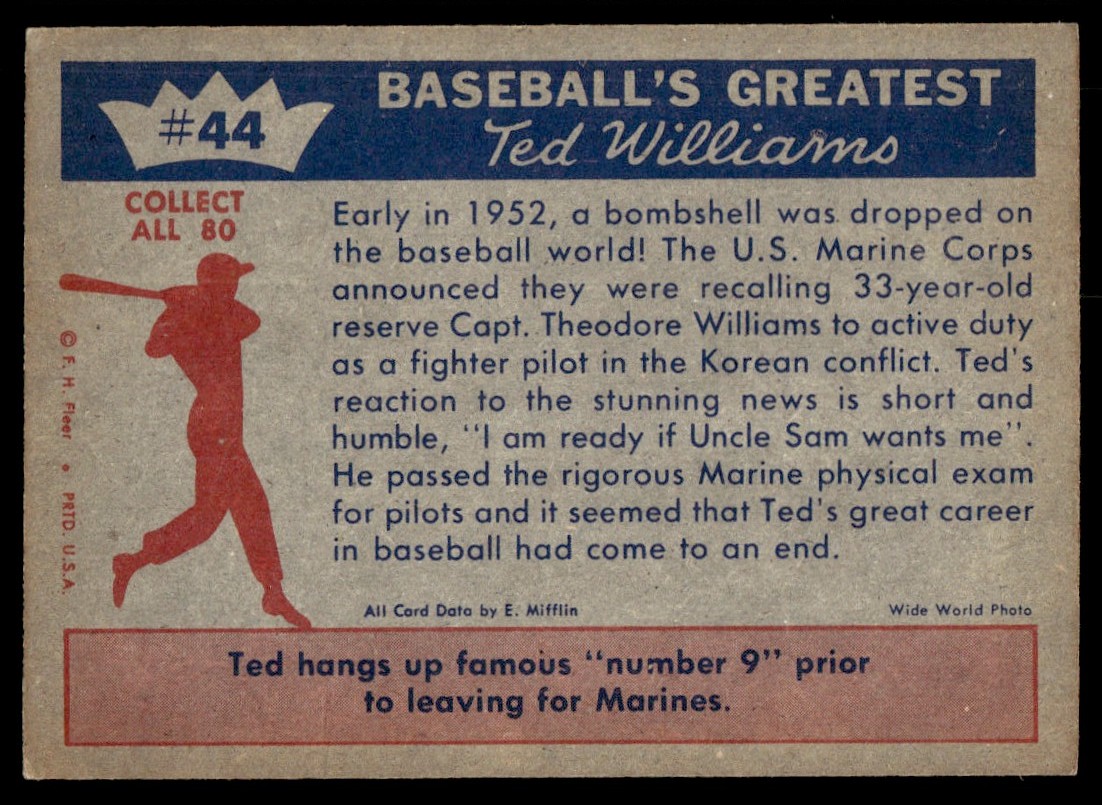 #44
BASEBALL'S GREATEST
Ted Williams
COLLECT
ALL 80
Early in 1952, a bombshell was dropped on
the baseball world! The U.S. Marine Corps
announced they were recalling 33-year-old
reserve Capt. Theodore Williams to active duty
as a fighter pilot in the Korean conflict. Ted's
reaction to the stunning news is short and
humble, "I am ready if Uncle Sam wants me".
He passed the rigorous Marine physical exam
for pilots and it seemed that Ted's great career
in baseball had come to an end.
© F. H. Fleer • PRTD. U.S.A.
All Card Data by E. Mifflin
Wide World Photo
Ted hangs up famous "number 9" prior
to leaving for Marines.